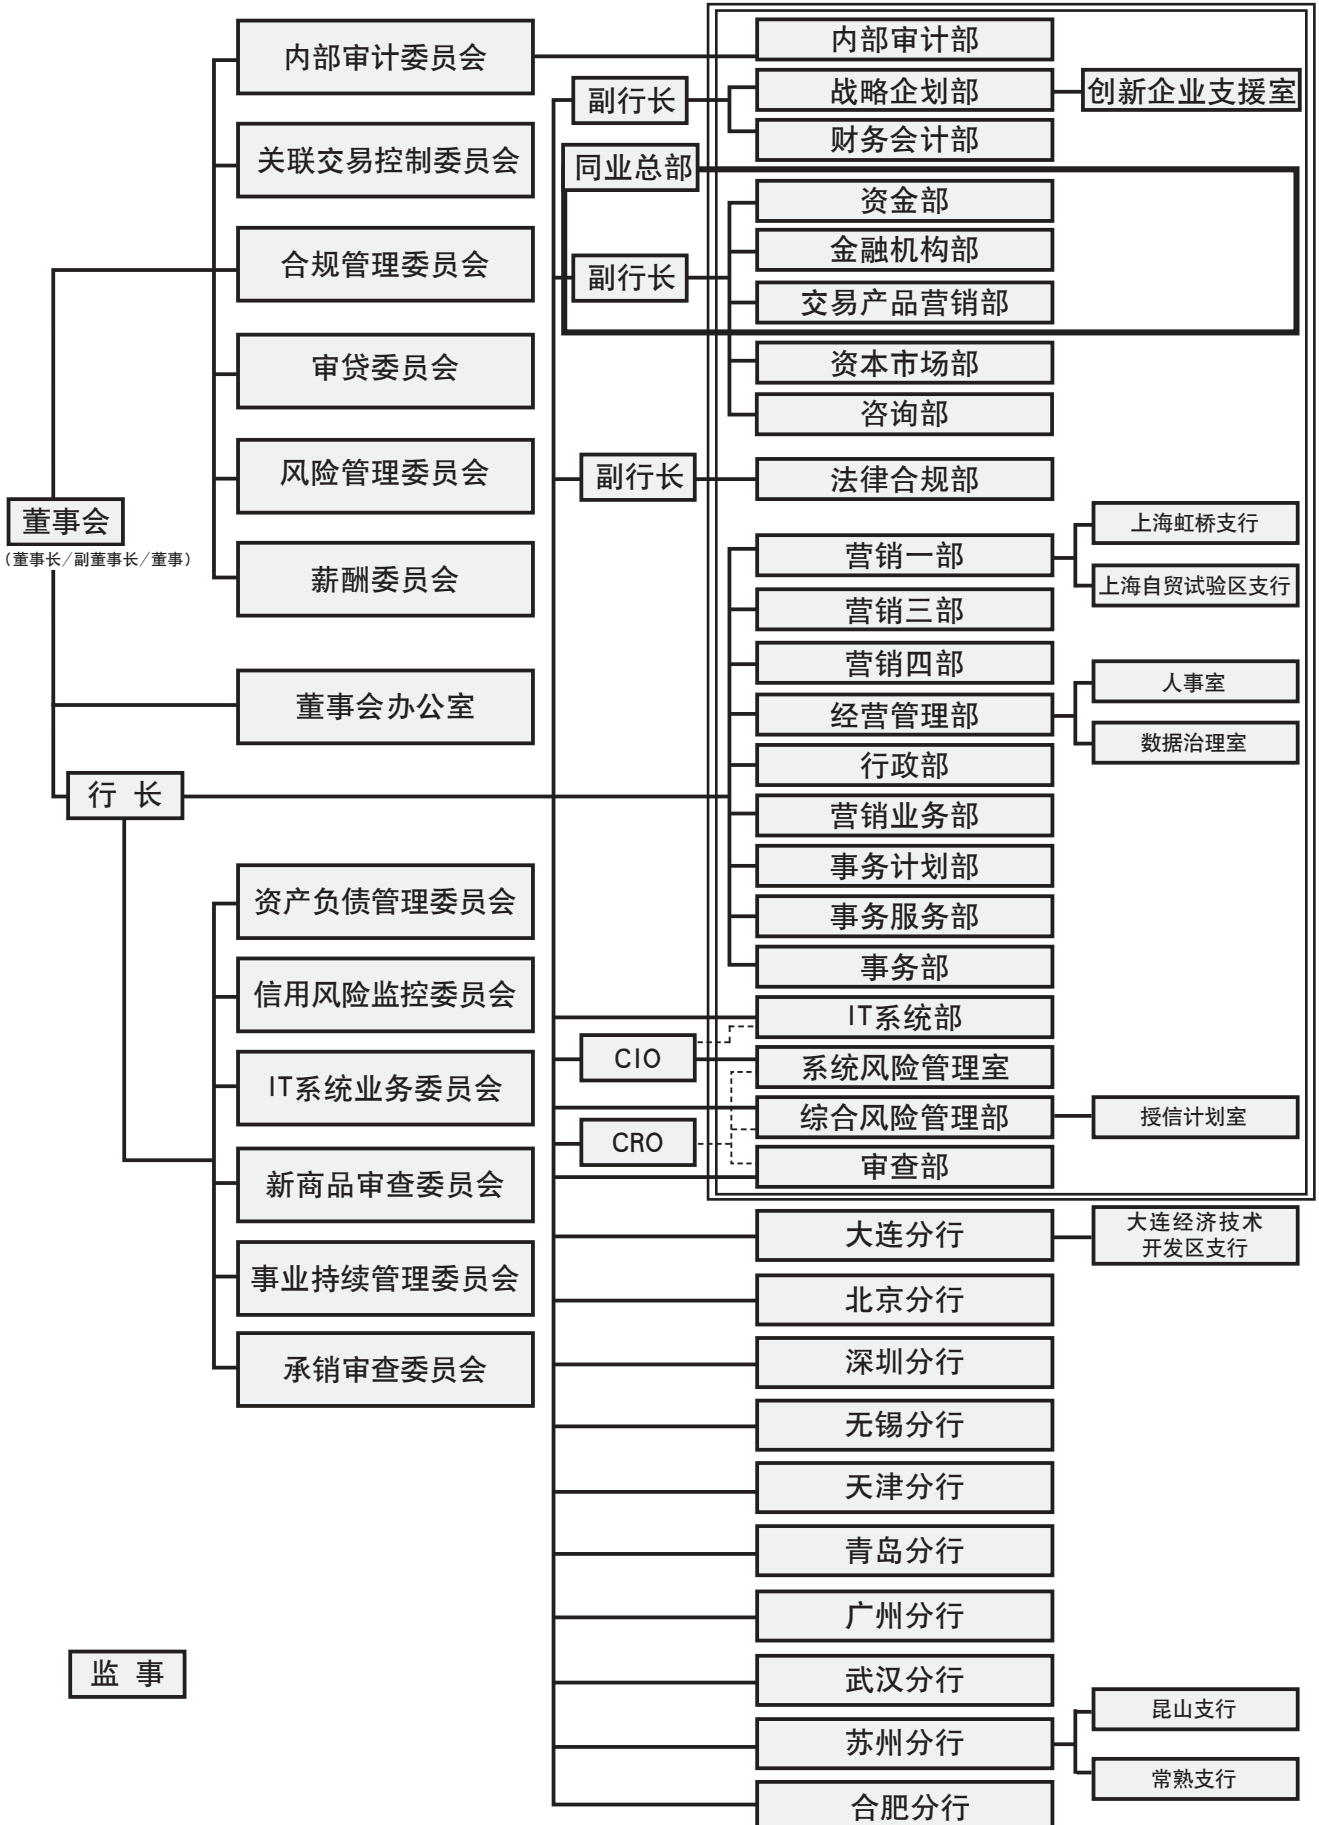 内部审计委员会
关联交易控制委员会
合规管理委员会
审贷委员会
风险管理委员会
薪酬委员会
董事会
(董事长/副董事长/董事)
董事会办公室
行 长
资产负债管理委员会
信用风险监控委员会
IT系统业务委员会
新商品审查委员会
事业持续管理委员会
承销审查委员会
监 事
副行长
同业总部
副行长
副行长
CIO
CRO
内部审计部
战略企划部
创新企业支援室
财务会计部
资金部
金融机构部
交易产品营销部
资本市场部
咨询部
法律合规部
营销一部
上海虹桥支行
上海自贸试验区支行
营销三部
营销四部
经营管理部
人事室
数据治理室
行政部
营销业务部
事务计划部
事务服务部
事务部
IT系统部
系统风险管理室
综合风险管理部
授信计划室
审查部
大连分行
大连经济技术
开发区支行
北京分行
深圳分行
无锡分行
天津分行
青岛分行
广州分行
武汉分行
苏州分行
昆山支行
常熟支行
合肥分行